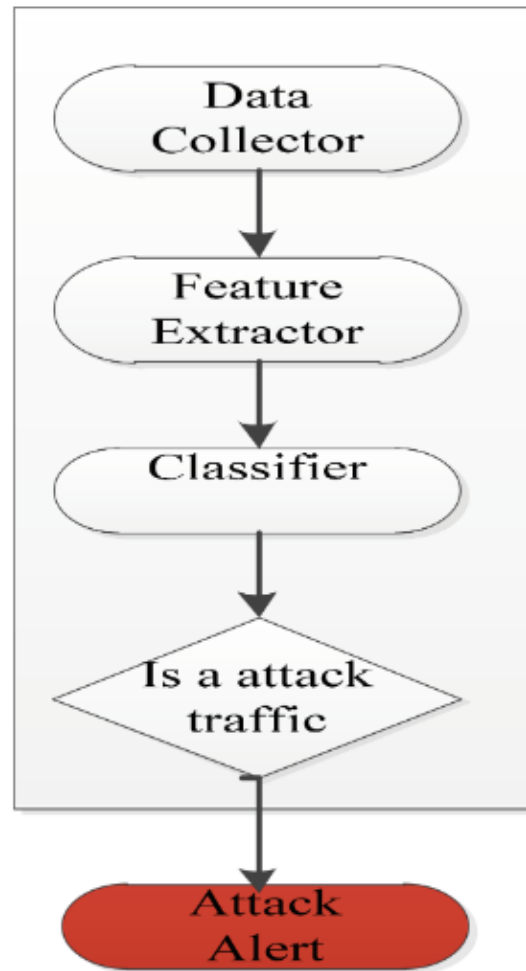 Data
Collector
Feature
Extractor
Classifier
Is a attack
traffic
Attack
Alert